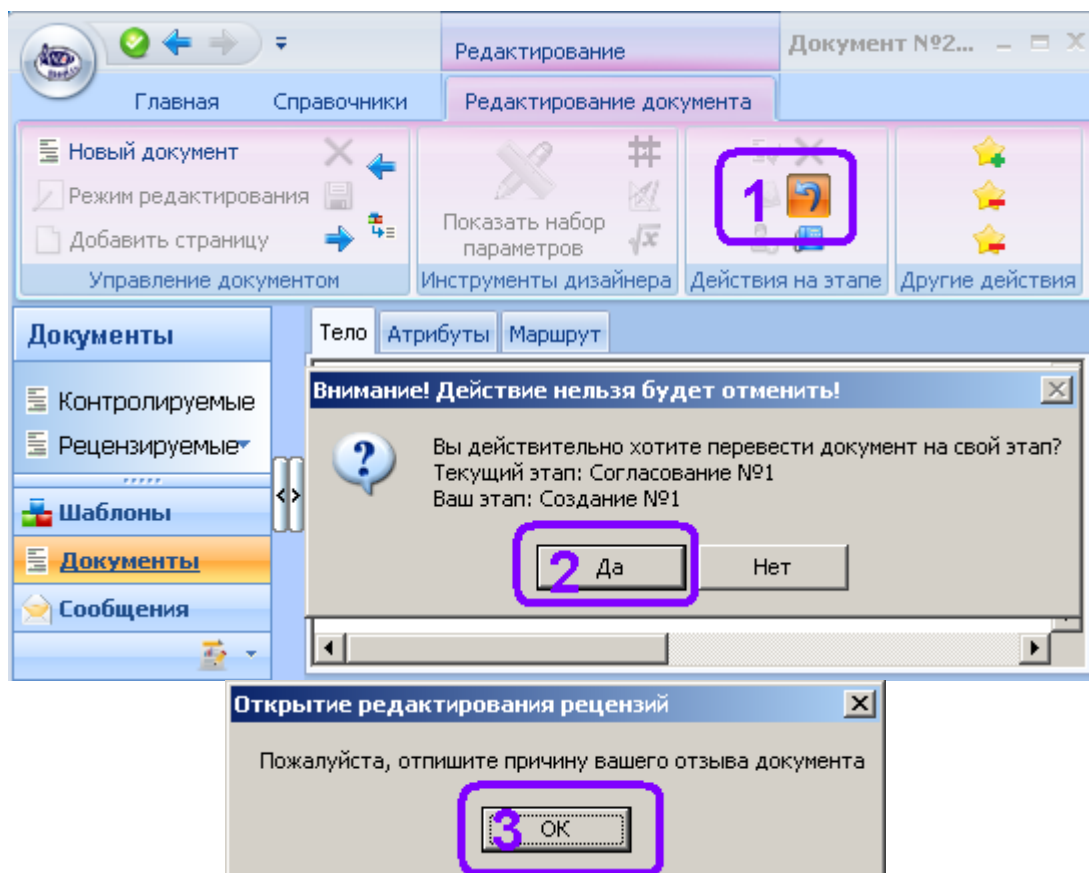 Редактирование
Документ №2...
Главная
Справочники
Редактирование документа
Новый документ
Режим редактирования
Добавить страницу
Управление документом
Показать набор
параметров
Инструменты дизайнера
1
Действия на этапе
Другие действия
Документы
Контролируемые
Рецензируемые
Шаблоны
Документы
Сообщения
Тело
Атрибуты
Маршрут
Внимание! Действие нельзя будет отменить!
Вы действительно хотите перевести документ на свой этап?
Текущий этап: Согласование №1
Ваш этап: Создание №1
2 Да
Нет
Открытие редактирования рецензий
Пожалуйста, отпишите причину вашего отзыва документа
3 OK